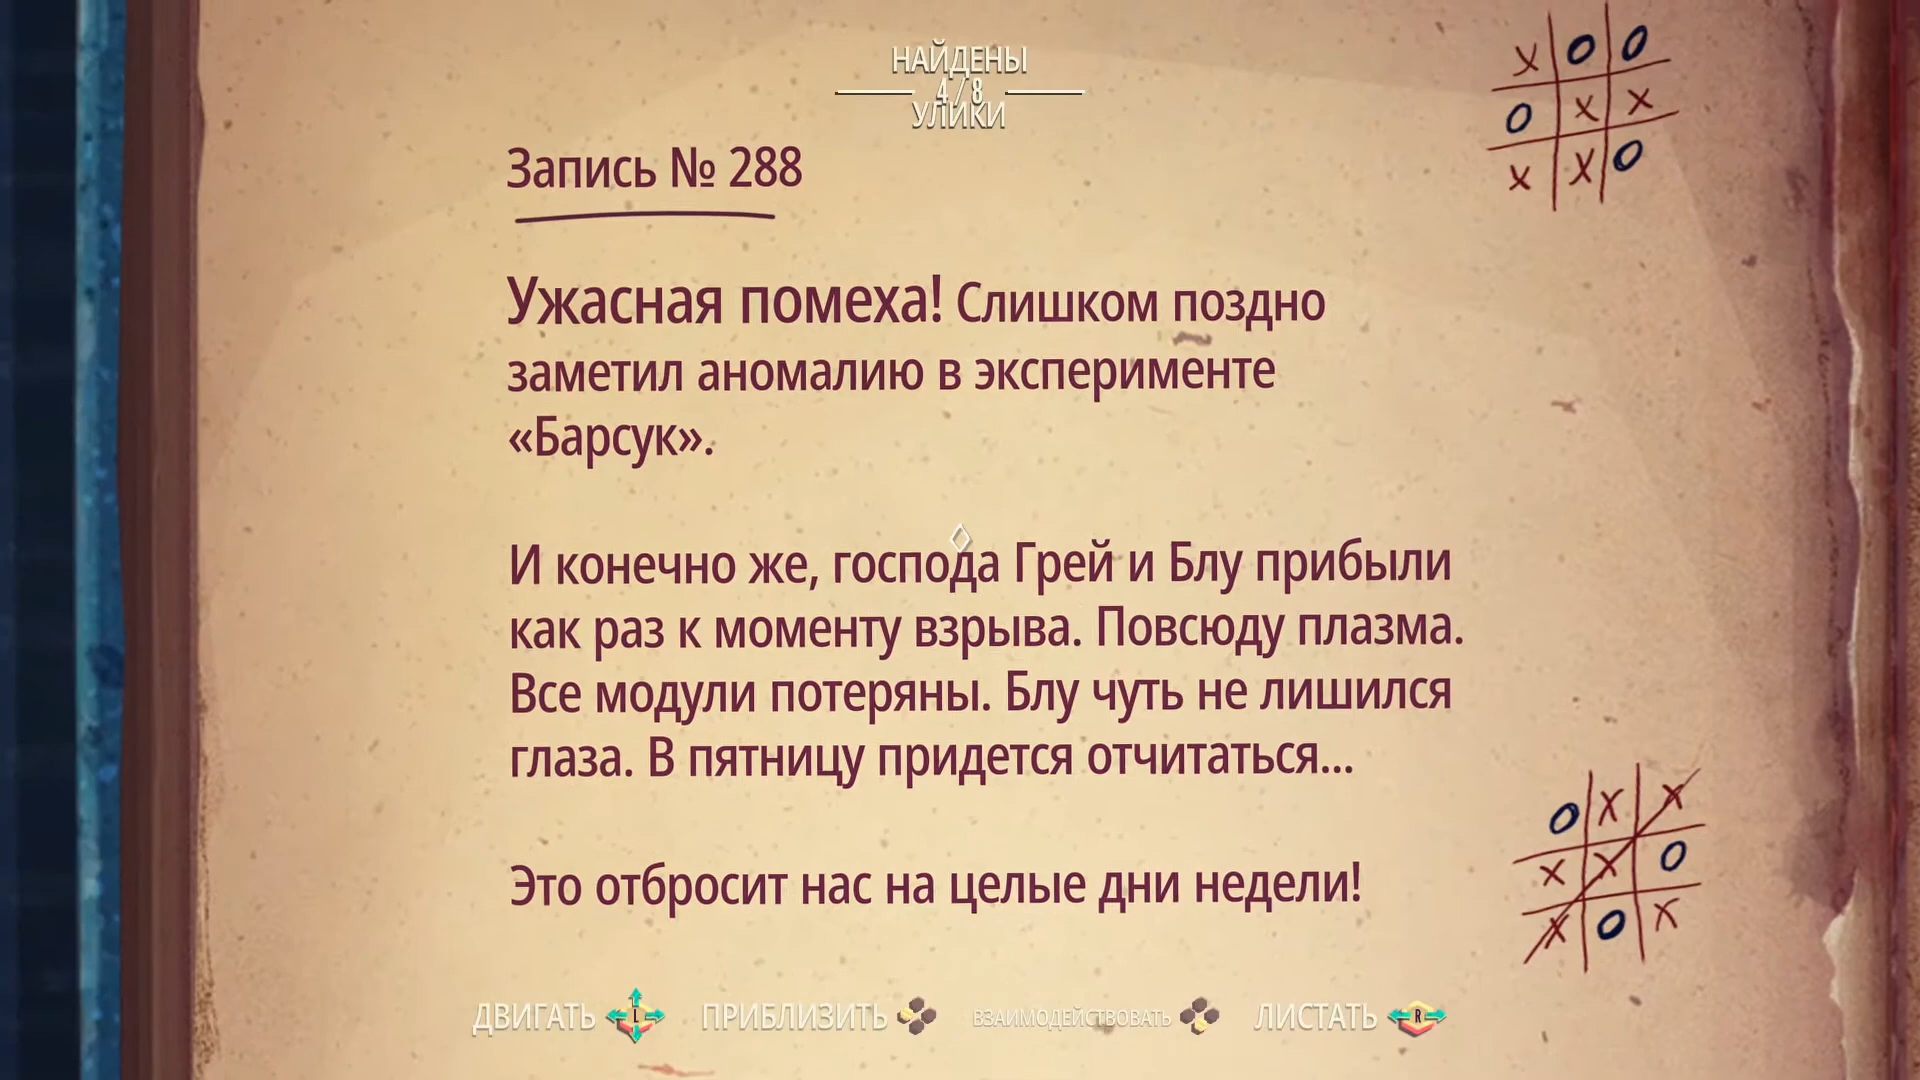 НАЙДЕНЫ
4/8
УЛИКИ
X O O
O X X
X X O
Запись № 288
Ужасная помеха! Слишком поздно
заметил аномалию в эксперименте
«Барсук».
И конечно же, господа Грей и Блу прибыли
как раз к моменту взрыва. Повсюду плазма.
Все модули потеряны. Блу чуть не лишился
глаза. В пятницу придется отчитаться...
Это отбросит нас на целые дни недели!
O X X
X X O
X O X
ДВИГАТЬ L ПРИБЛИЗИТЬ ВЗАИМОДЕЙСТВОВАТЬ ЛИСТАТЬ R